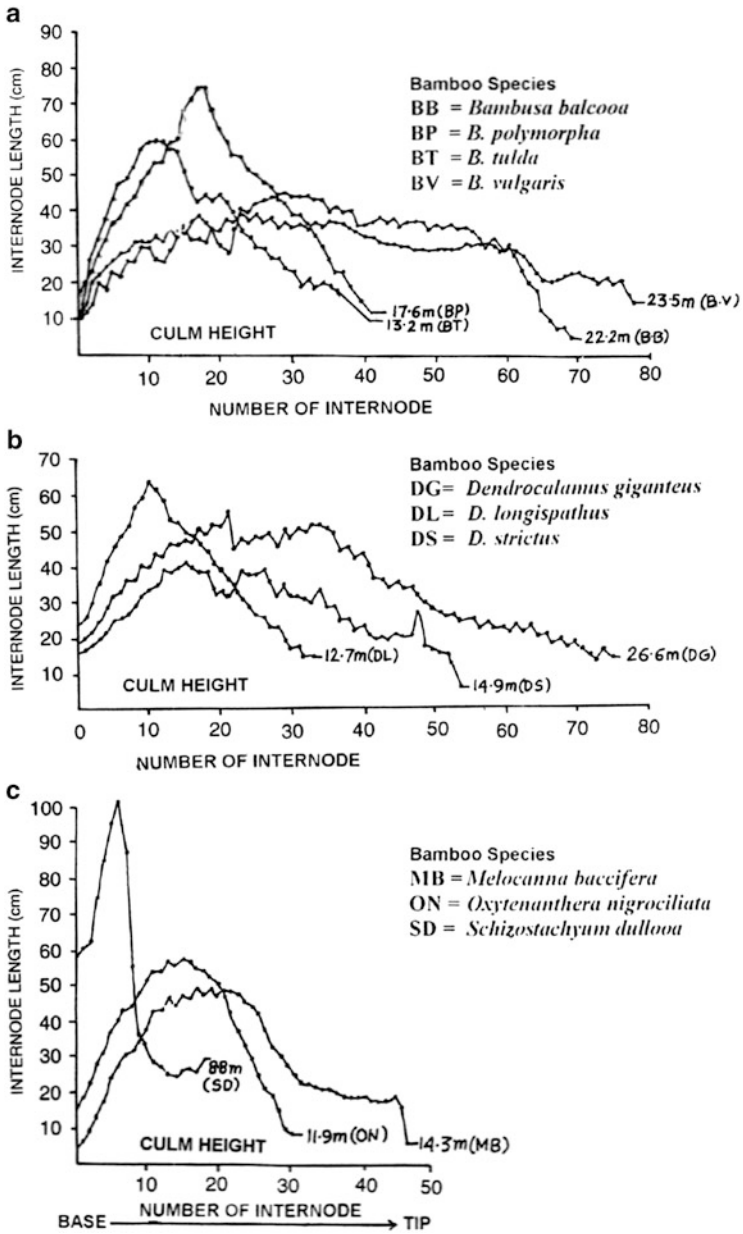 a
90
80
70
60
50
40
30
20
10
INTERNODE LENGTH (cm)
Bamboo Species
BB = Bambusa balcooa
BP = B. polymorpha
BT = B. tulda
BV = B. vulgaris
17.6m (BP)
13.2m (BT)
23.5m (B.V)
22.2m (BB)
CULM HEIGHT
10 20 30 40 50 60 70 80
NUMBER OF INTERNODE
b
70
60
50
40
30
20
10
INTERNODE LENGTH (cm)
Bamboo Species
DG= Dendrocalamus giganteus
DL = D. longispathus
DS = D. strictus
12.7m(DL)
26.6m(DG)
14.9m(DS)
CULM HEIGHT
0 10 20 30 40 50 60 70 80
NUMBER OF INTERNODE
c
100
90
80
70
60
50
40
30
20
10
INTERNODE LENGTH (cm)
Bamboo Species
MB = Melocanna baccifera
ON = Oxytenanthera nigrociliata
SD = Schizostachyum dullooa
(SD)
11.9m(ON)
14.3m(MB)
CULM HEIGHT
10 20 30 40 50
NUMBER OF INTERNODE
BASE TIP